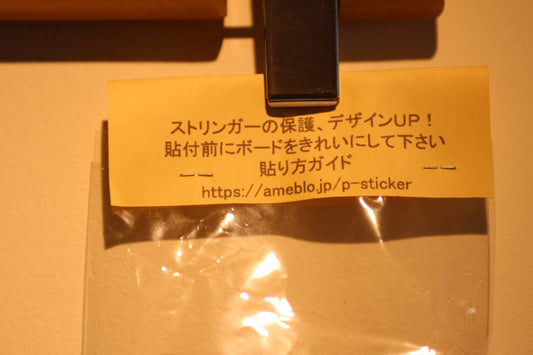 ストリンガーの保護、デザインUP！
貼付前にボードをきれいにして下さい
貼り方ガイド
https://ameblo.jp/p-sticker